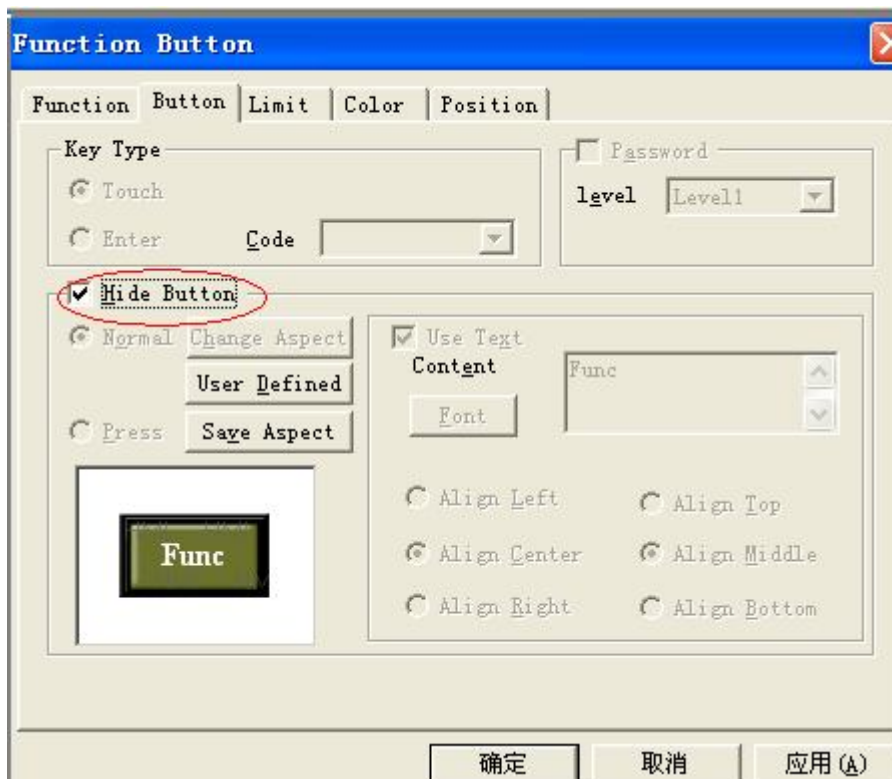 Function Button
Function Button Limit Color Position
Key Type
Password
Touch
level Level1
Enter Code
Hide Button
Normal Change Aspect
Use Text
Content Func
User Defined
Font
Press Save Aspect
Func
Align Left Align Top
Align Center Align Middle
Align Right Align Bottom
确定 取消 应用(A)